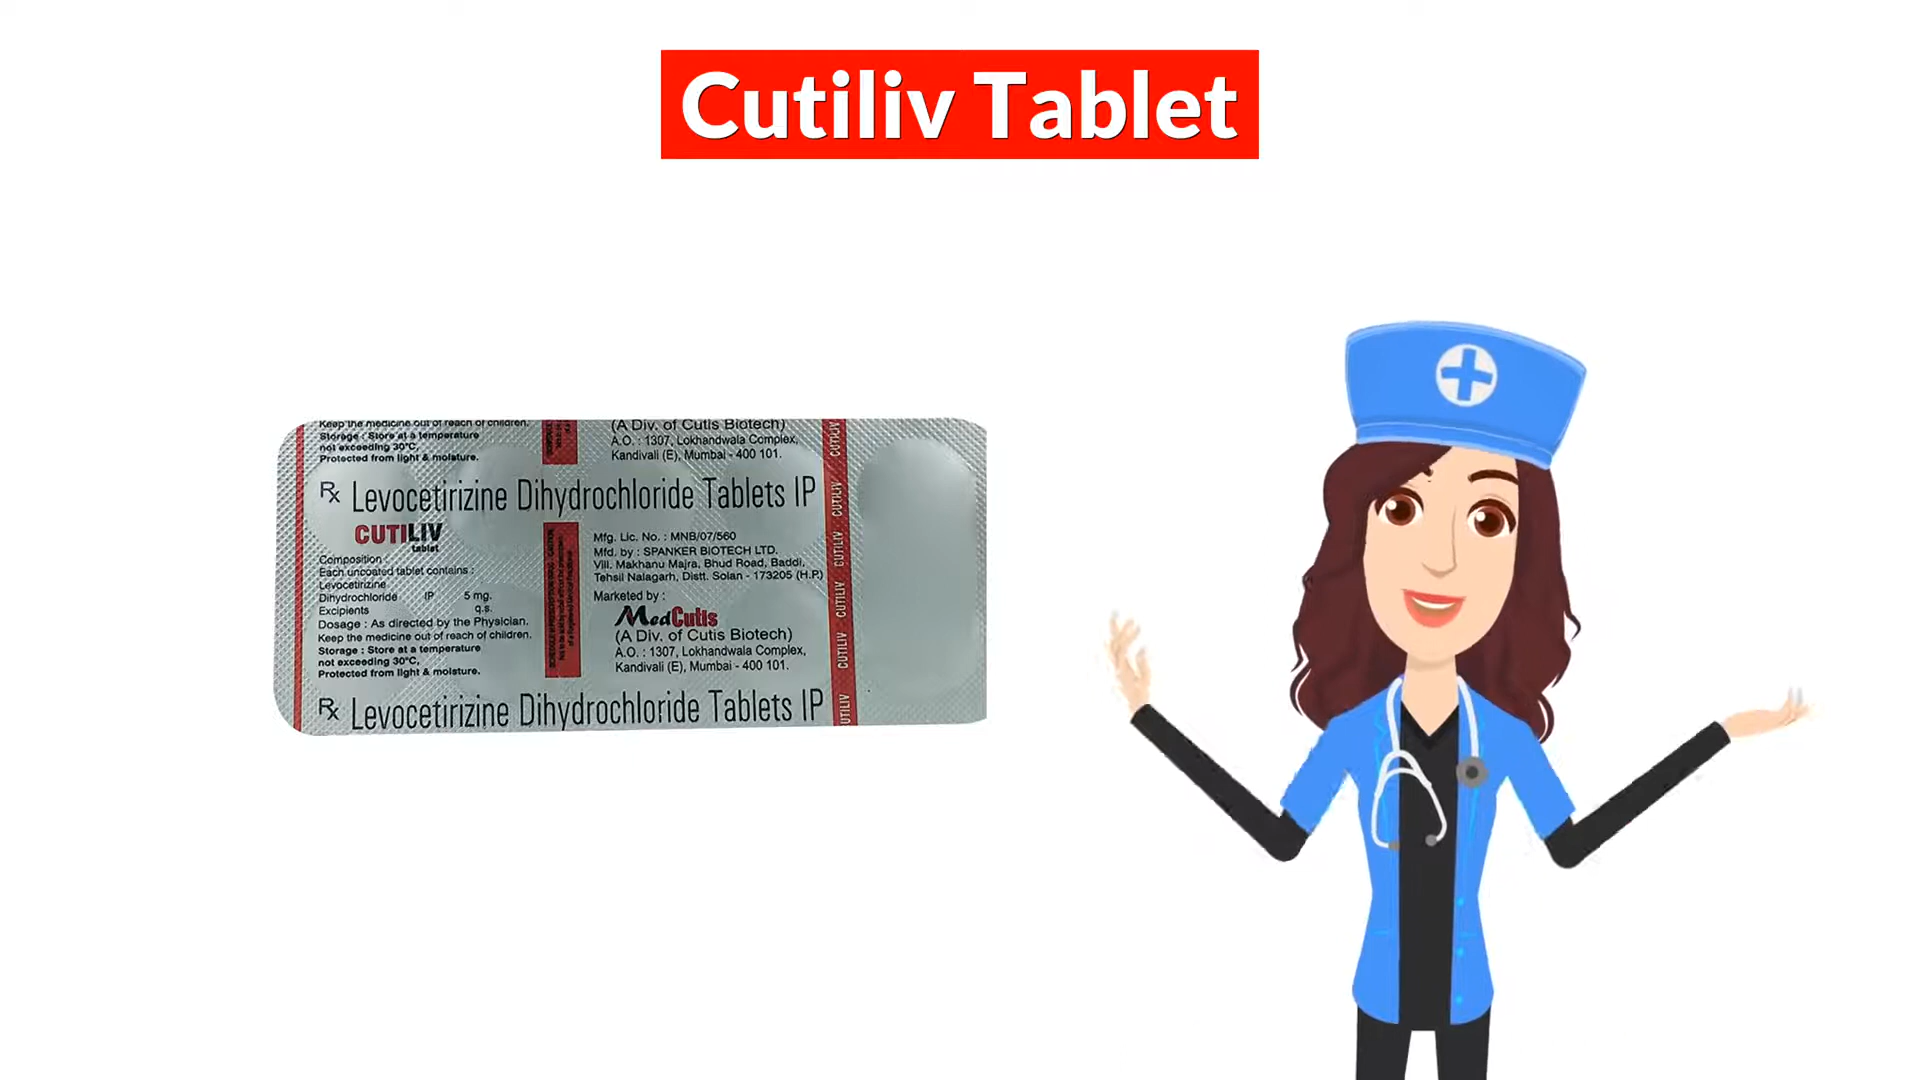 Cutiliv Tablet
Keep the medicine out of reach of children.
Storage : Store at a temperature
not exceeding 30°C,
Protected from light & moisture.
(A Div. of Cutis Biotech)
A.O. : 1307, Lokhandwala Complex,
Kandivali (E), Mumbai - 400 101.
Rx Levocetirizine Dihydrochloride Tablets IP
CUTILIV
tablet
Composition :
Each uncoated tablet contains :
Levocetirizine
Dihydrochloride IP 5 mg.
Excipients q.s.
Dosage : As directed by the Physician.
Keep the medicine out of reach of children.
Storage : Store at a temperature
not exceeding 30°C,
Protected from light & moisture.
Mfg. Lic. No. : MNB/07/560
Mfd. by : SPANKER BIOTECH LTD.
Vill. Makhanu Majra, Bhud Road, Baddi,
Tehsil Nalagarh, Distt. Solan - 173205 (H.P.)
Marketed by :
MedCutis
(A Div. of Cutis Biotech)
A.O. : 1307, Lokhandwala Complex,
Kandivali (E), Mumbai - 400 101.
Rx Levocetirizine Dihydrochloride Tablets IP
CUTILIV
CUTILIV
CUTILIV
CUTILIV
CUTILIV
UTILIV